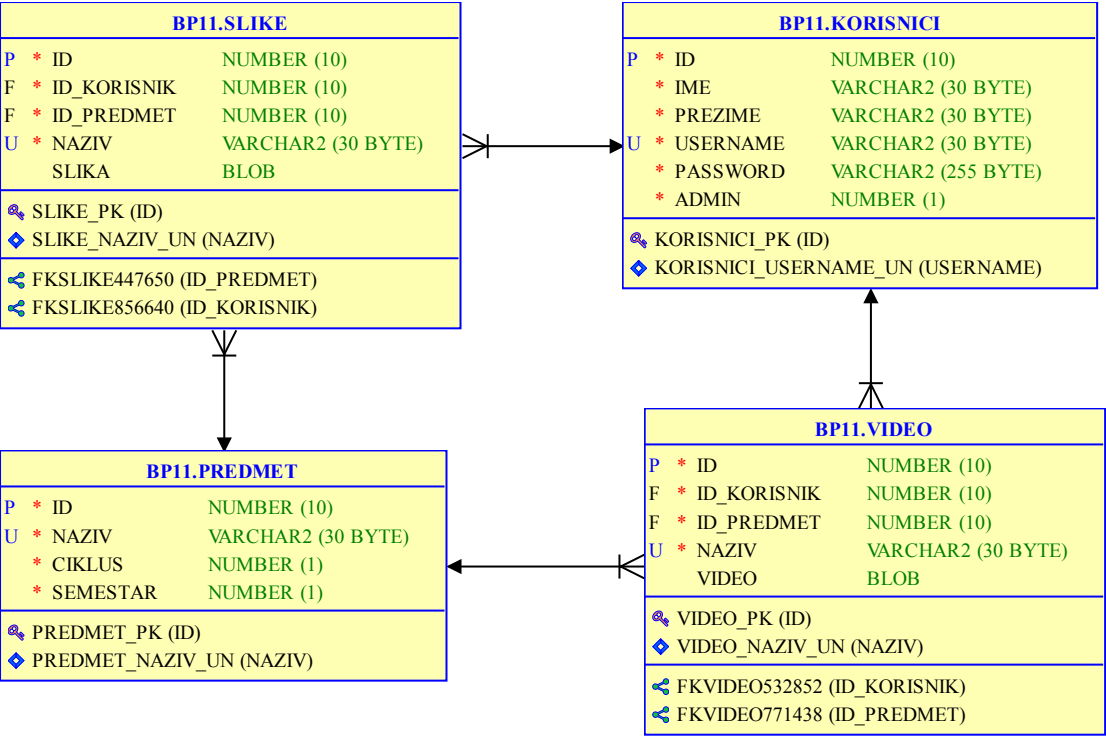 BP11.SLIKE
P * ID NUMBER (10)
F * ID_KORISNIK NUMBER (10)
F * ID_PREDMET NUMBER (10)
U * NAZIV VARCHAR2 (30 BYTE)
SLIKA BLOB
SLIKE_PK (ID)
SLIKE_NAZIV_UN (NAZIV)
FKSLIKE447650 (ID_PREDMET)
FKSLIKE856640 (ID_KORISNIK)
BP11.KORISNICI
P * ID NUMBER (10)
* IME VARCHAR2 (30 BYTE)
* PREZIME VARCHAR2 (30 BYTE)
U * USERNAME VARCHAR2 (30 BYTE)
* PASSWORD VARCHAR2 (255 BYTE)
* ADMIN NUMBER (1)
KORISNICI_PK (ID)
KORISNICI_USERNAME_UN (USERNAME)
BP11.PREDMET
P * ID NUMBER (10)
U * NAZIV VARCHAR2 (30 BYTE)
* CIKLUS NUMBER (1)
* SEMESTAR NUMBER (1)
PREDMET_PK (ID)
PREDMET_NAZIV_UN (NAZIV)
BP11.VIDEO
P * ID NUMBER (10)
F * ID_KORISNIK NUMBER (10)
F * ID_PREDMET NUMBER (10)
U * NAZIV VARCHAR2 (30 BYTE)
VIDEO BLOB
VIDEO_PK (ID)
VIDEO_NAZIV_UN (NAZIV)
FKVIDEO532852 (ID_KORISNIK)
FKVIDEO771438 (ID_PREDMET)